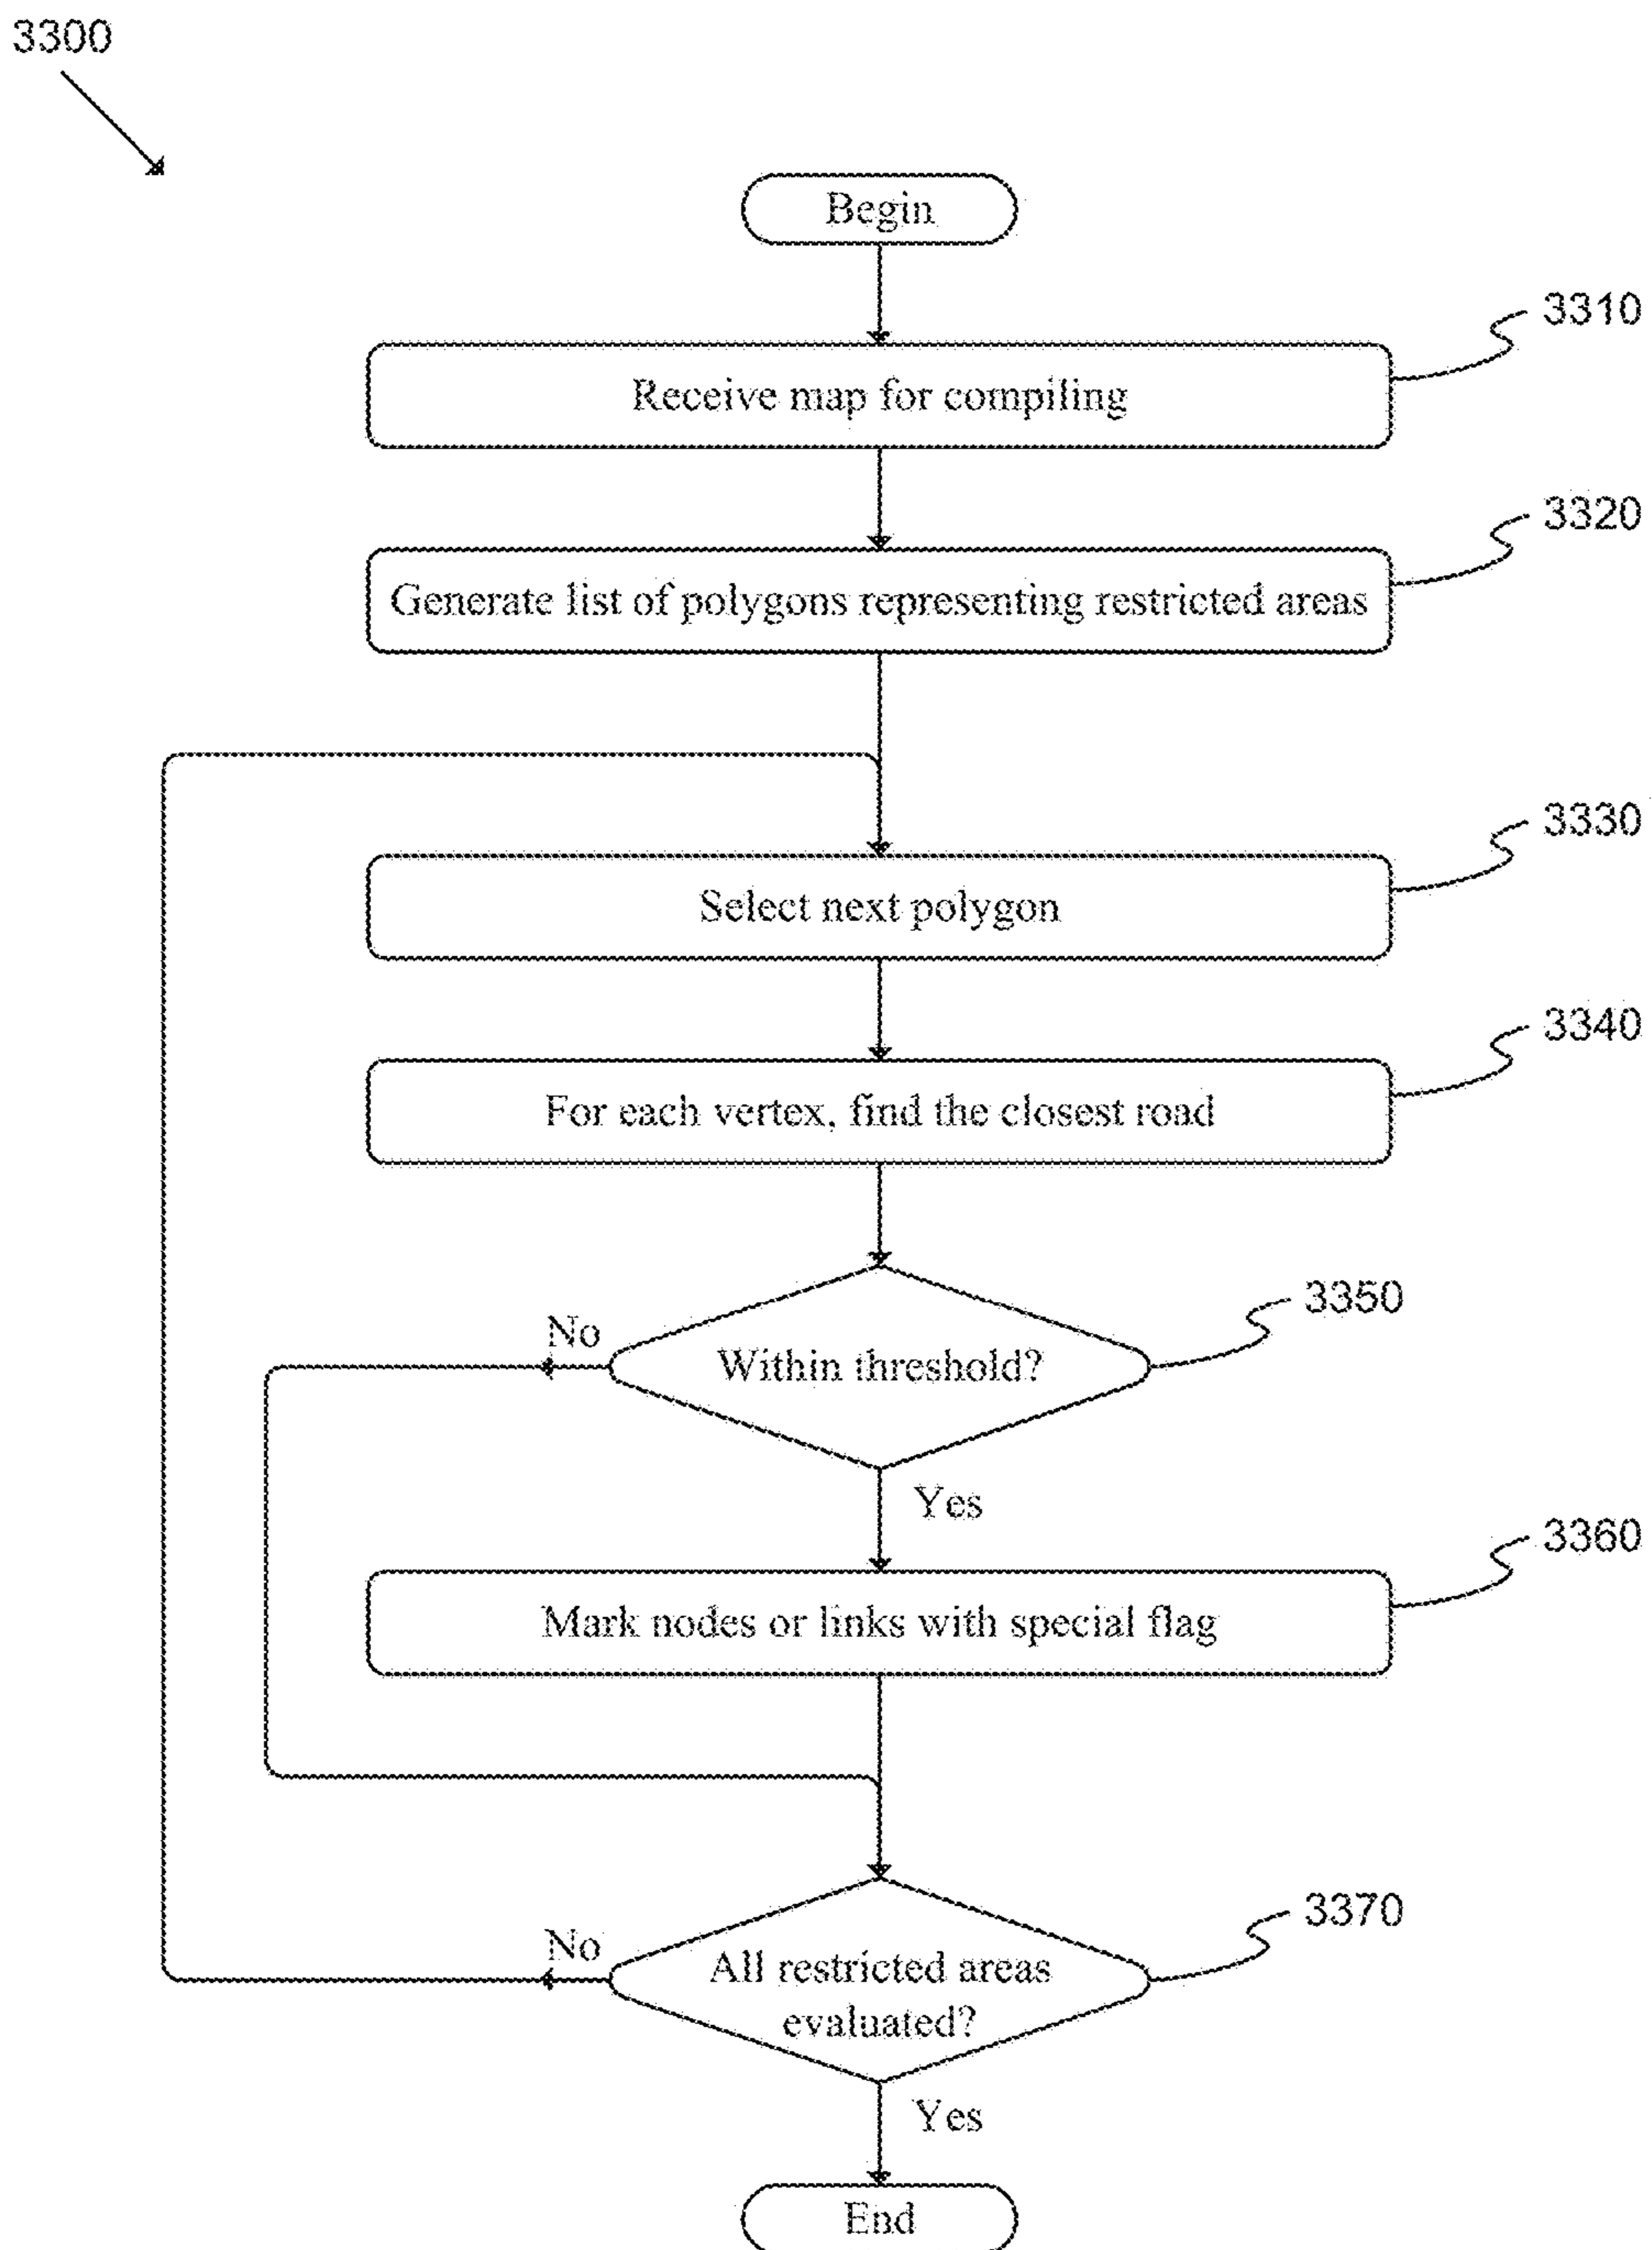 3300
Begin
3310
Receive map for compiling
3320
Generate list of polygons representing restricted areas
3330
Select next polygon
3340
For each vertex, find the closest road
3350
No
Within threshold?
Yes
3360
Mark nodes or links with special flag
3370
No
All restricted areas
evaluated?
Yes
End